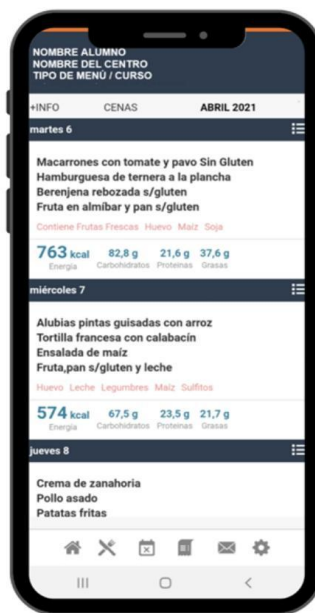 NOMBRE ALUMNO
NOMBRE DEL CENTRO
TIPO DE MENÚ / CURSO
+INFO CENAS ABRIL 2021
martes 6
Macarrones con tomate y pavo Sin Gluten
Hamburguesa de ternera a la plancha
Berenjena rebozada s/gluten
Fruta en almíbar y pan s/gluten
Contiene Frutas Frescas Huevo Maíz Soja
763 kcal 82,8 g 21,6 g 37,6 g
Energía Carbohidratos Proteinas Grasas
miércoles 7
Alubias pintas guisadas con arroz
Tortilla francesa con calabacín
Ensalada de maíz
Fruta,pan s/gluten y leche
Huevo Leche Legumbres Maíz Sulfitos
574 kcal 67,5 g 23,5 g 21,7 g
Energía Carbohidratos Proteinas Grasas
jueves 8
Crema de zanahoria
Pollo asado
Patatas fritas